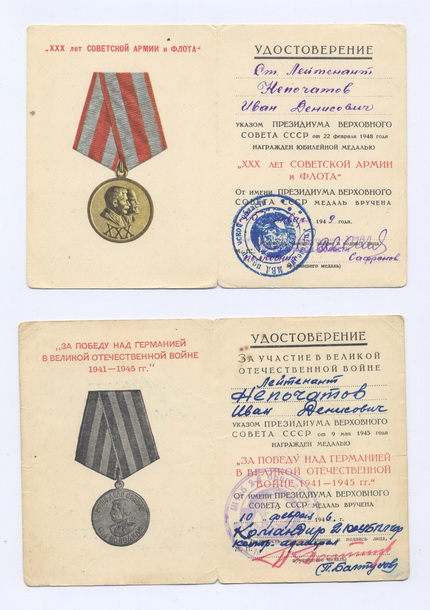 „XXX лет СОВЕТСКОЙ АРМИИ и ФЛОТА“
XXX
УДОСТОВЕРЕНИЕ
Ст. Лейтенант
Непочатов
Иван Денисович
УКАЗОМ ПРЕЗИДИУМА ВЕРХОВНОГО
СОВЕТА СССР от 22 февраля 1948 года
НАГРАЖДЕН ЮБИЛЕЙНОЙ МЕДАЛЬЮ
„XXX ЛЕТ СОВЕТСКОЙ АРМИИ
и ФЛОТА“
От имени ПРЕЗИДИУМА ВЕРХОВНОГО
СОВЕТА СССР МЕДАЛЬ ВРУЧЕНА
1949 года.
Сафронов
„ЗА ПОБЕДУ НАД ГЕРМАНИЕЙ
В ВЕЛИКОЙ ОТЕЧЕСТВЕННОЙ ВОЙНЕ
1941—1945 гг.“
УДОСТОВЕРЕНИЕ
ЗА УЧАСТИЕ В ВЕЛИКОЙ
ОТЕЧЕСТВЕННОЙ ВОЙНЕ
Лейтенант
Непочатов
Иван Денисович
УКАЗОМ ПРЕЗИДИУМА ВЕРХОВНОГО
СОВЕТА СССР от 9 мая 1945 года
НАГРАЖДЕН МЕДАЛЬЮ
„ЗА ПОБЕДУ НАД ГЕРМАНИЕЙ
В ВЕЛИКОЙ ОТЕЧЕСТВЕННОЙ
ВОЙНЕ 1941—1945 гг.“
От имени ПРЕЗИДИУМА ВЕРХОВНОГО
СОВЕТА СССР МЕДАЛЬ ВРУЧЕНА
10 февраля 1946 г.
Командир
контр-адмирал